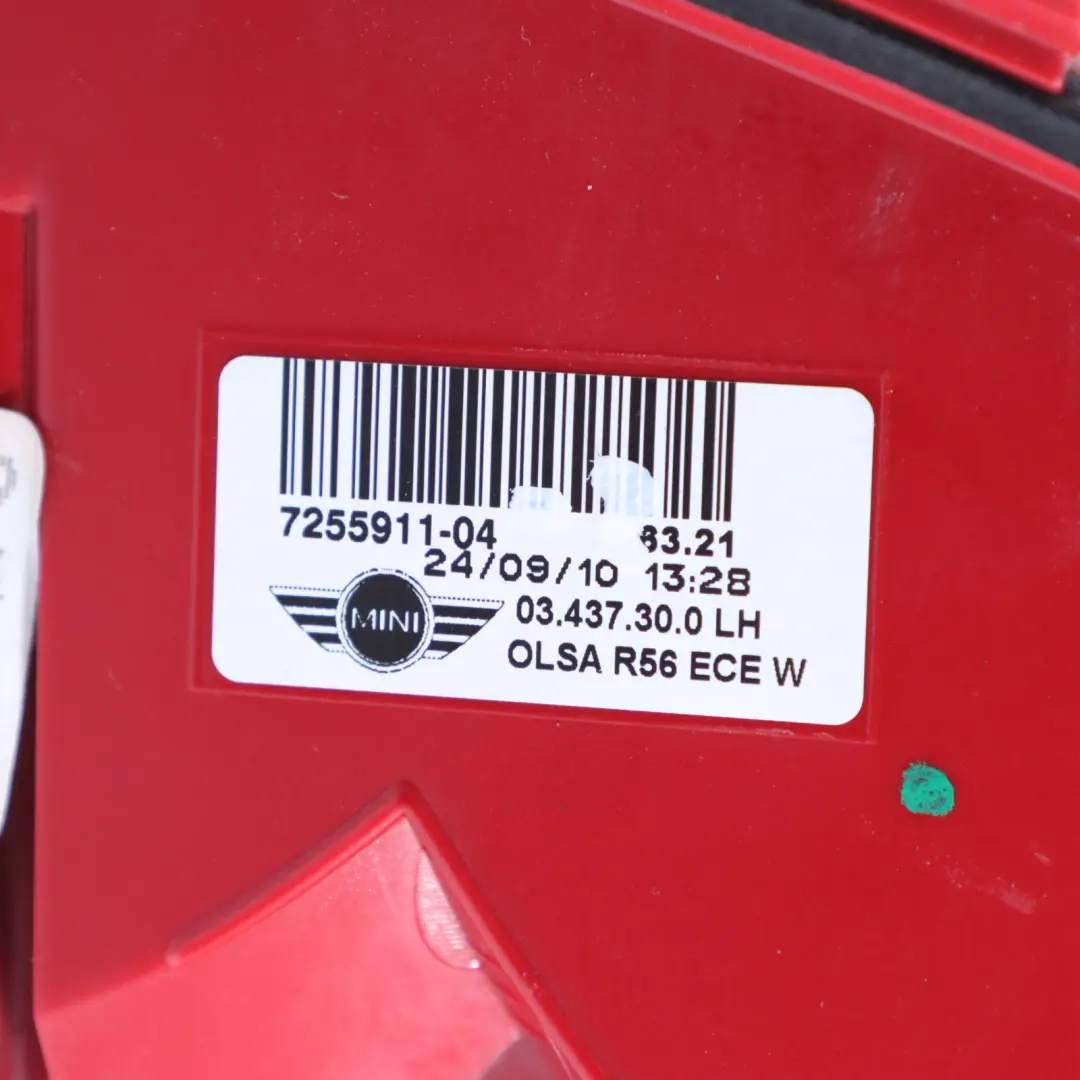 7255911-04 63.21
24/09/10 13:28
MINI
03.437.30.0 LH
OLSA R56 ECE W